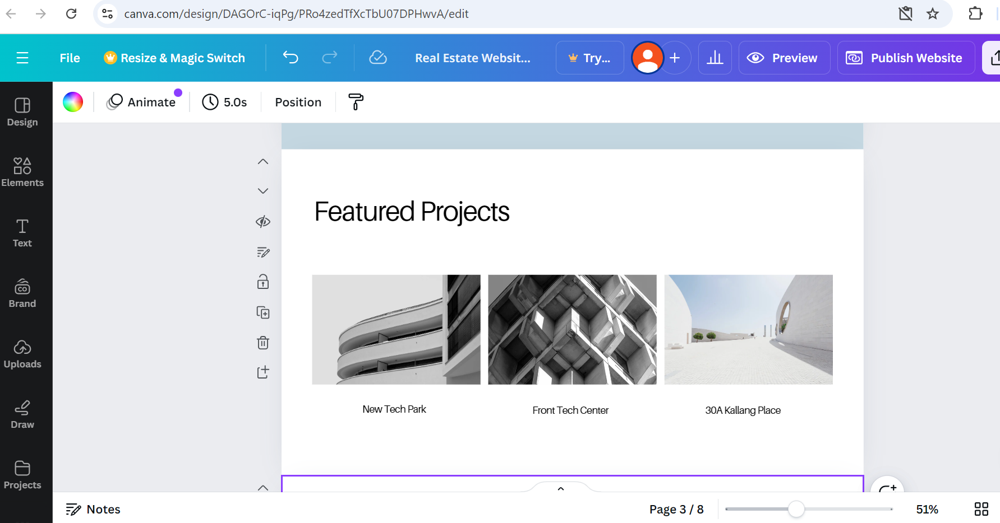 canva.com/design/DAGOrC-iqPg/PRo4zedTfXcTbU07DPHwvA/edit
File
Resize & Magic Switch
Real Estate Websit...
Try...
Preview
Publish Website
Animate
5.0s
Position
Design
Elements
Text
Brand
Uploads
Draw
Projects
Featured Projects
New Tech Park
Front Tech Center
30A Kallang Place
Notes
Page 3 / 8
51%